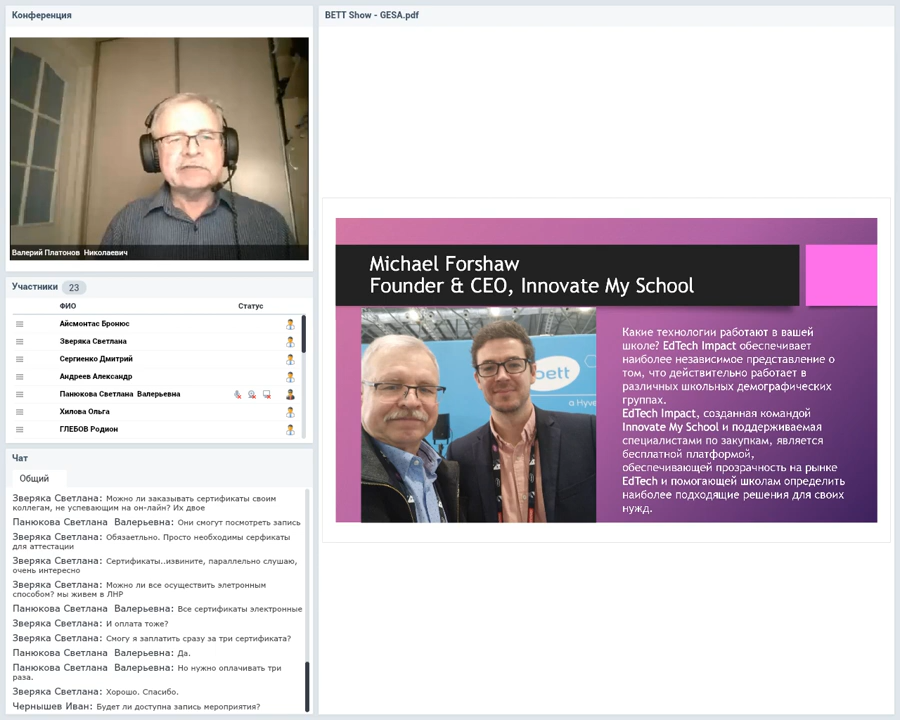 Конференция
Валерий Платонов Николаевич
Участники 23
ФИО Статус
Айсмонтас Бронюс
Зверяка Светлана
Сергиенко Дмитрий
Андреев Александр
Панюкова Светлана Валерьевна
Хилова Ольга
ГЛЕБОВ Родион
Чат
Общий
Зверяка Светлана: Можно ли заказывать сертификаты своим
коллегам, не успевающим на он-лайн? Их двое
Панюкова Светлана Валерьевна: Они смогут посмотреть запись
Зверяка Светлана: Обязаетльно. Просто необходимы серфикаты
для аттестации
Зверяка Светлана: Сертификаты..извините, параллельно слушаю,
очень интересно
Зверяка Светлана: Можно ли все осуществить элетронным
способом? мы живем в ЛНР
Панюкова Светлана Валерьевна: Все сертификаты электронные
Зверяка Светлана: И оплата тоже?
Зверяка Светлана: Смогу я заплатить сразу за три сертификата?
Панюкова Светлана Валерьевна: Да.
Панюкова Светлана Валерьевна: Но нужно оплачивать три
раза.
Зверяка Светлана: Хорошо. Спасибо.
Чернышев Иван: Будет ли доступна запись мероприятия?
BETT Show - GESA.pdf
Michael Forshaw
Founder & CEO, Innovate My School
bett
a Hyve
Какие технологии работают в вашей
школе? EdTech Impact обеспечивает
наиболее независимое представление о
том, что действительно работает в
различных школьных демографических
группах.
EdTech Impact, созданная командой
Innovate My School и поддерживаемая
специалистами по закупкам, является
бесплатной платформой,
обеспечивающей прозрачность на рынке
EdTech и помогающей школам определить
наиболее подходящие решения для своих
нужд.